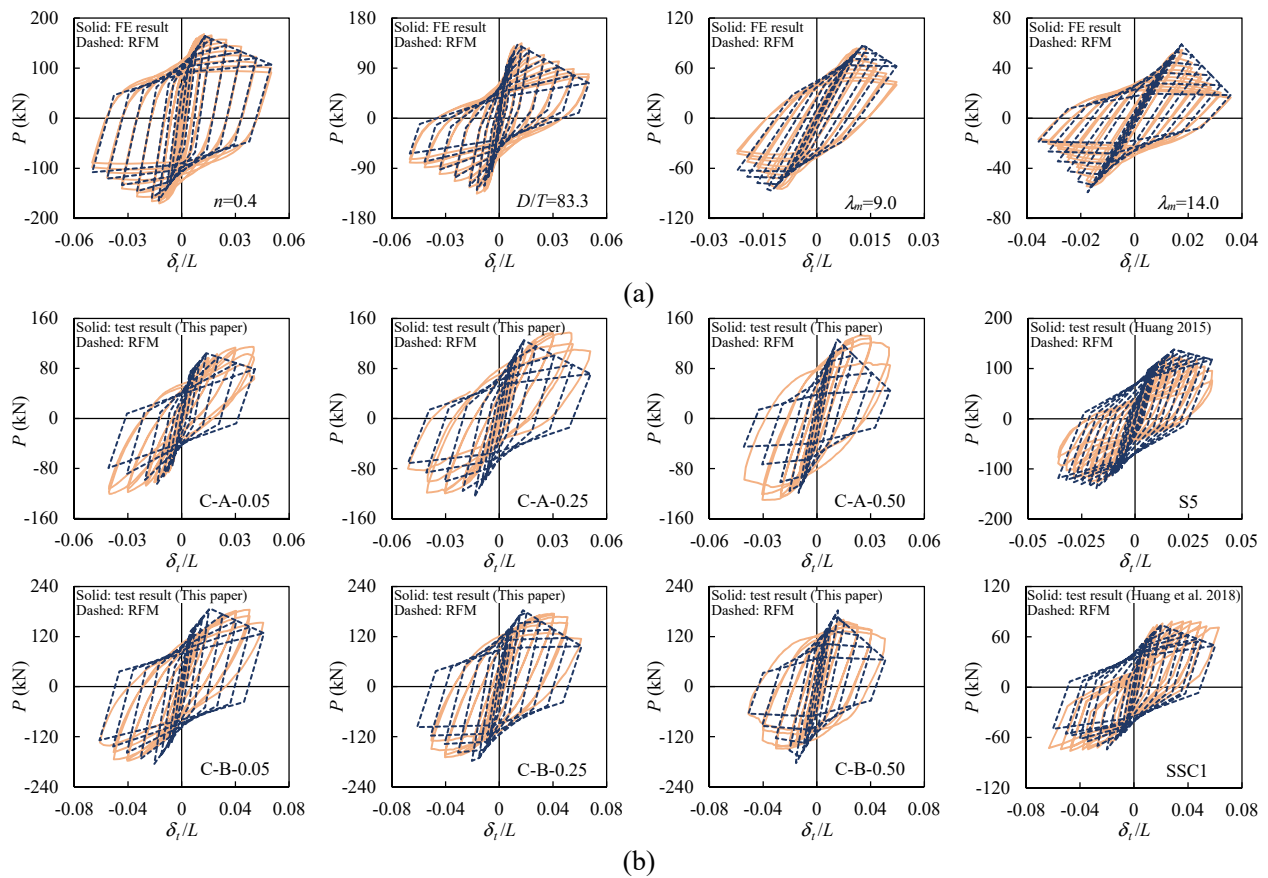 Solid: FE result
Dashed: RFM
P (kN)
200
100
0
-100
-200
-0.06 -0.03 0 0.03 0.06
δt/L
n=0.4
Solid: FE result
Dashed: RFM
P (kN)
180
90
0
-90
-180
-0.06 -0.03 0 0.03 0.06
δt/L
D/T=83.3
Solid: FE result
Dashed: RFM
P (kN)
120
60
0
-60
-120
-0.03 -0.015 0 0.015 0.03
δt/L
λm=9.0
Solid: FE result
Dashed: RFM
P (kN)
80
40
0
-40
-80
-0.04 -0.02 0 0.02 0.04
δt/L
λm=14.0
(a)
Solid: test result (This paper)
Dashed: RFM
P (kN)
160
80
0
-80
-160
-0.06 -0.03 0 0.03 0.06
δt/L
C-A-0.05
Solid: test result (This paper)
Dashed: RFM
P (kN)
160
80
0
-80
-160
-0.06 -0.03 0 0.03 0.06
δt/L
C-A-0.25
Solid: test result (This paper)
Dashed: RFM
P (kN)
160
80
0
-80
-160
-0.06 -0.03 0 0.03 0.06
δt/L
C-A-0.50
Solid: test result (Huang 2015)
Dashed: RFM
P (kN)
200
100
0
-100
-200
-0.05 -0.025 0 0.025 0.05
δt/L
S5
Solid: test result (This paper)
Dashed: RFM
P (kN)
240
120
0
-120
-240
-0.08 -0.04 0 0.04 0.08
δt/L
C-B-0.05
Solid: test result (This paper)
Dashed: RFM
P (kN)
240
120
0
-120
-240
-0.08 -0.04 0 0.04 0.08
δt/L
C-B-0.25
Solid: test result (This paper)
Dashed: RFM
P (kN)
240
120
0
-120
-240
-0.08 -0.04 0 0.04 0.08
δt/L
C-B-0.50
Solid: test result (Huang et al. 2018)
Dashed: RFM
P (kN)
120
60
0
-60
-120
-0.08 -0.04 0 0.04 0.08
δt/L
SSC1
(b)